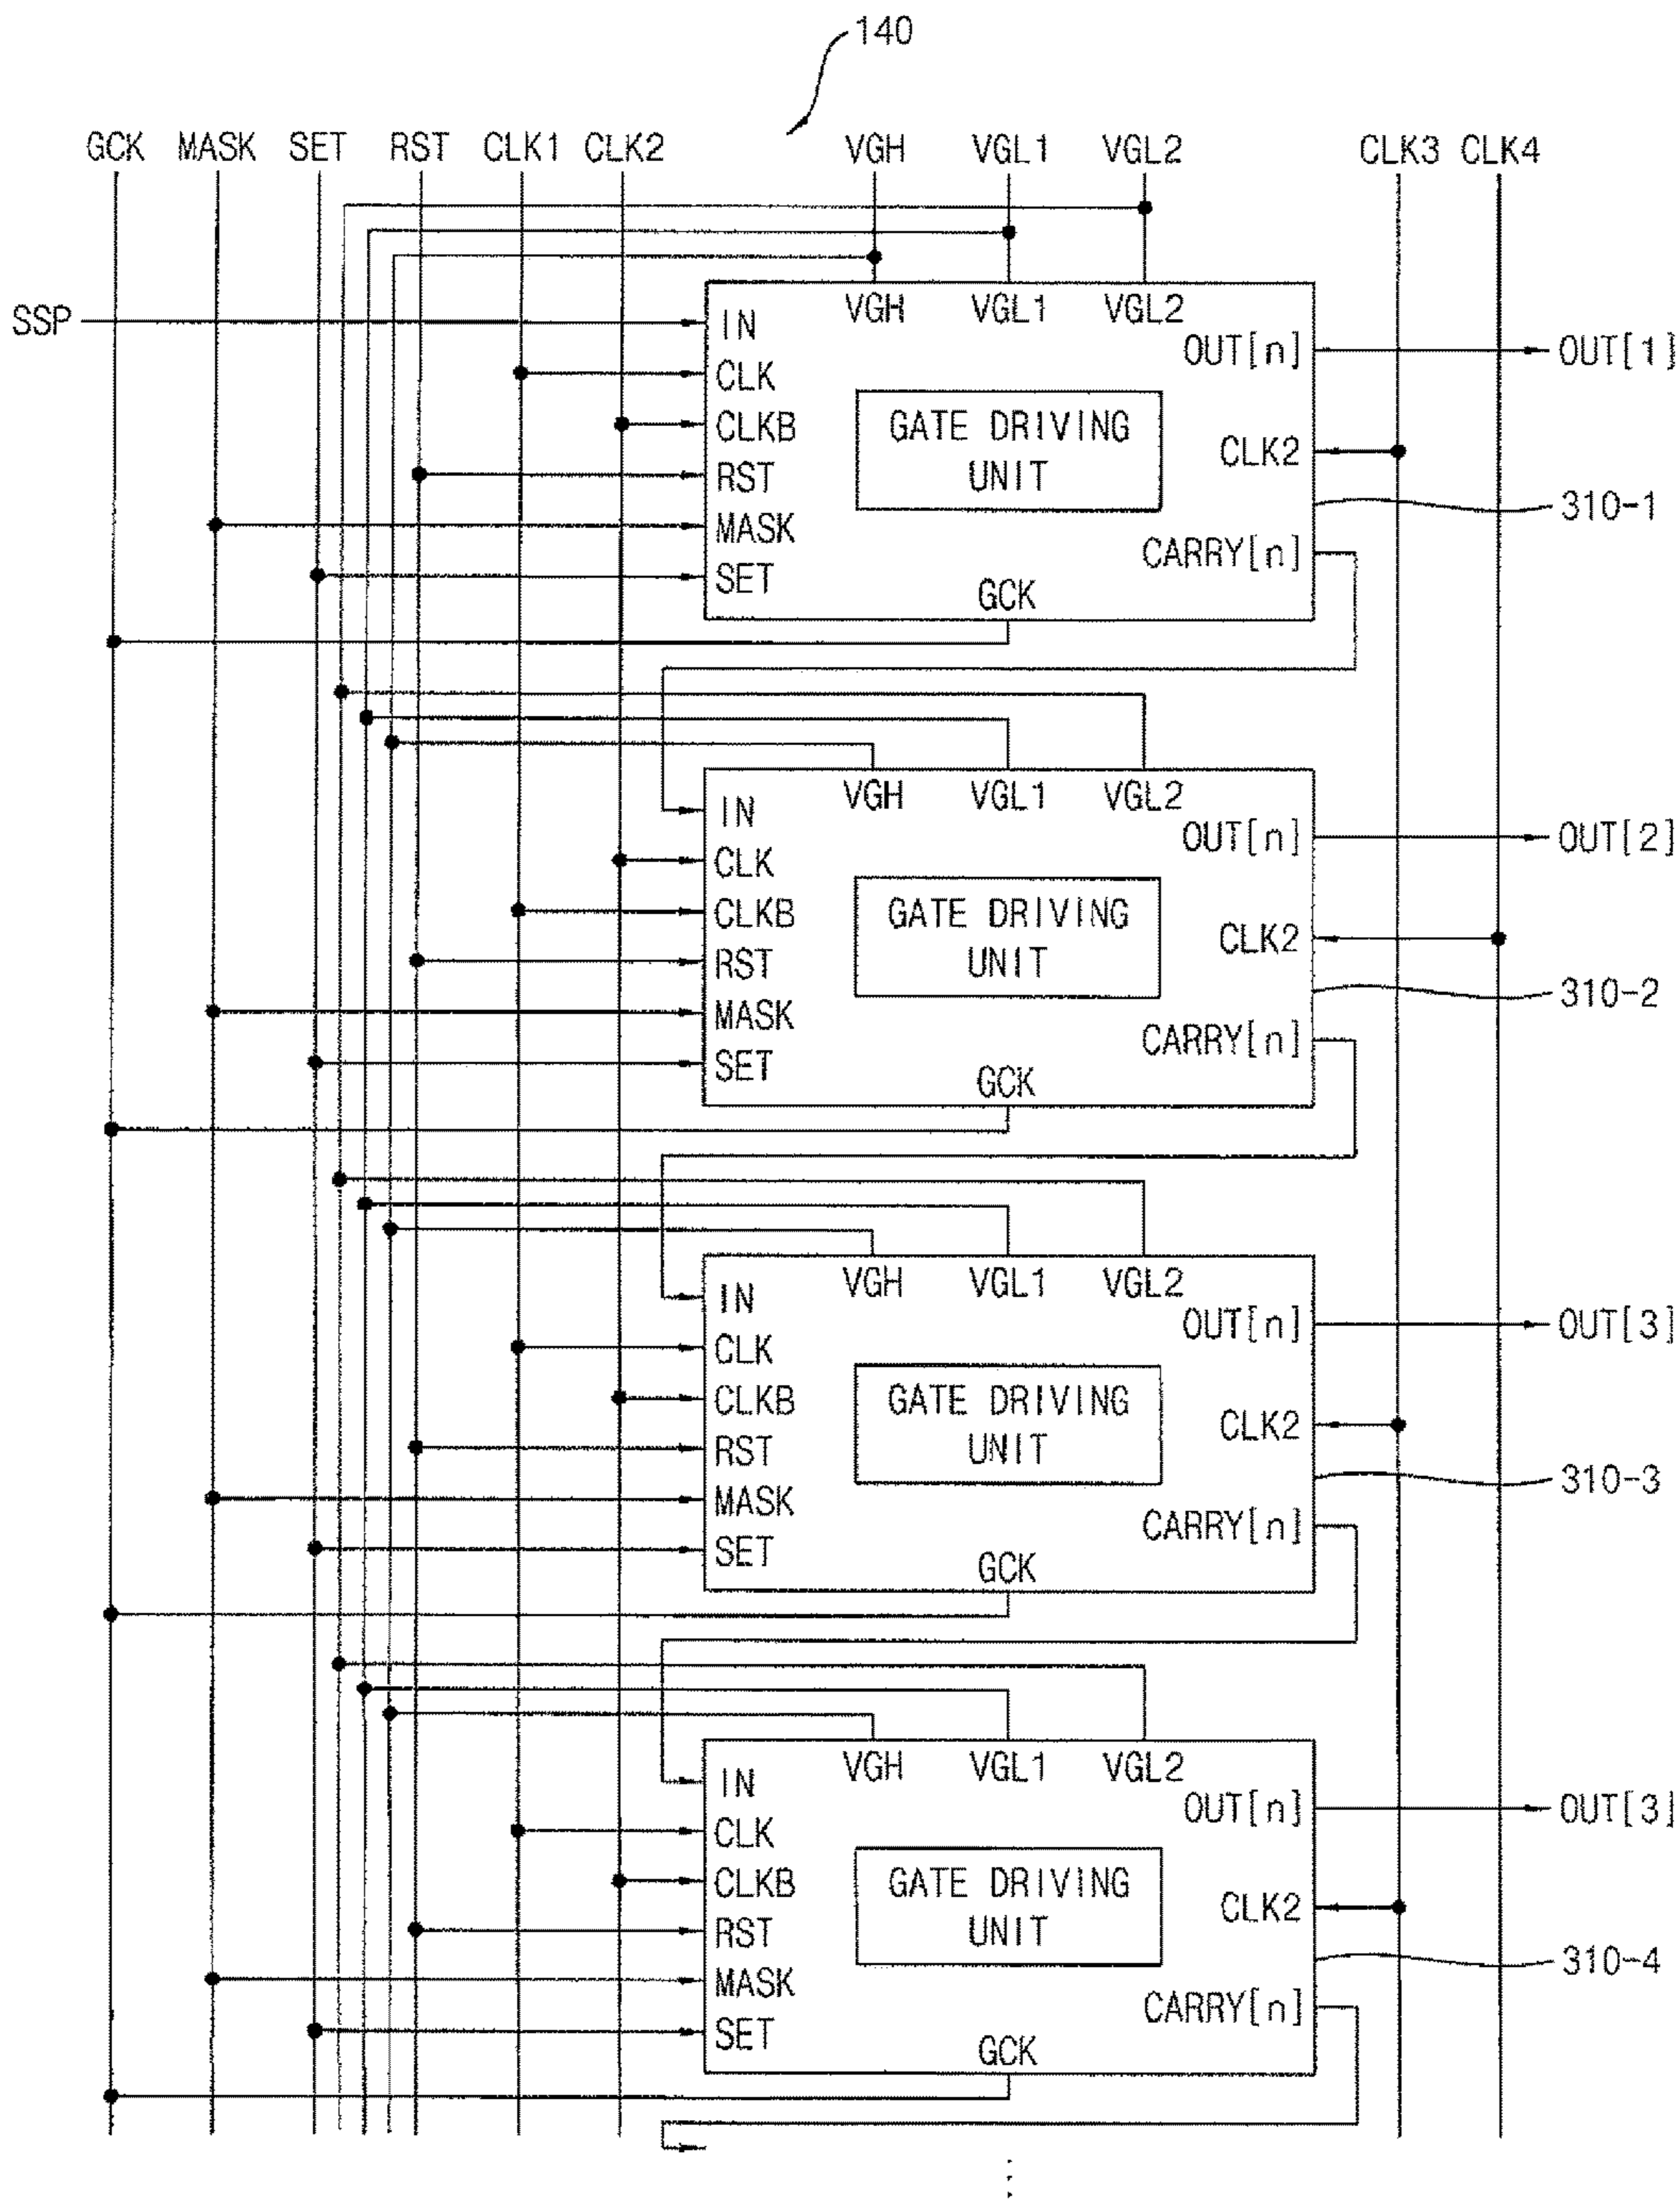 140
GCK MASK SET RST CLK1 CLK2 VGH VGL1 VGL2 CLK3 CLK4
SSP
VGH VGL1 VGL2
IN
OUT[n] OUT[1]
CLK
CLKB
GATE DRIVING
UNIT
CLK2
RST
310-1
MASK
CARRY[n]
SET
GCK
VGH VGL1 VGL2
IN
OUT[n] OUT[2]
CLK
CLKB
GATE DRIVING
UNIT
CLK2
RST
310-2
MASK
CARRY[n]
SET
GCK
VGH VGL1 VGL2
IN
OUT[n] OUT[3]
CLK
CLKB
GATE DRIVING
UNIT
CLK2
RST
310-3
MASK
CARRY[n]
SET
GCK
VGH VGL1 VGL2
IN
OUT[n] OUT[3]
CLK
CLKB
GATE DRIVING
UNIT
CLK2
RST
310-4
MASK
CARRY[n]
SET
GCK